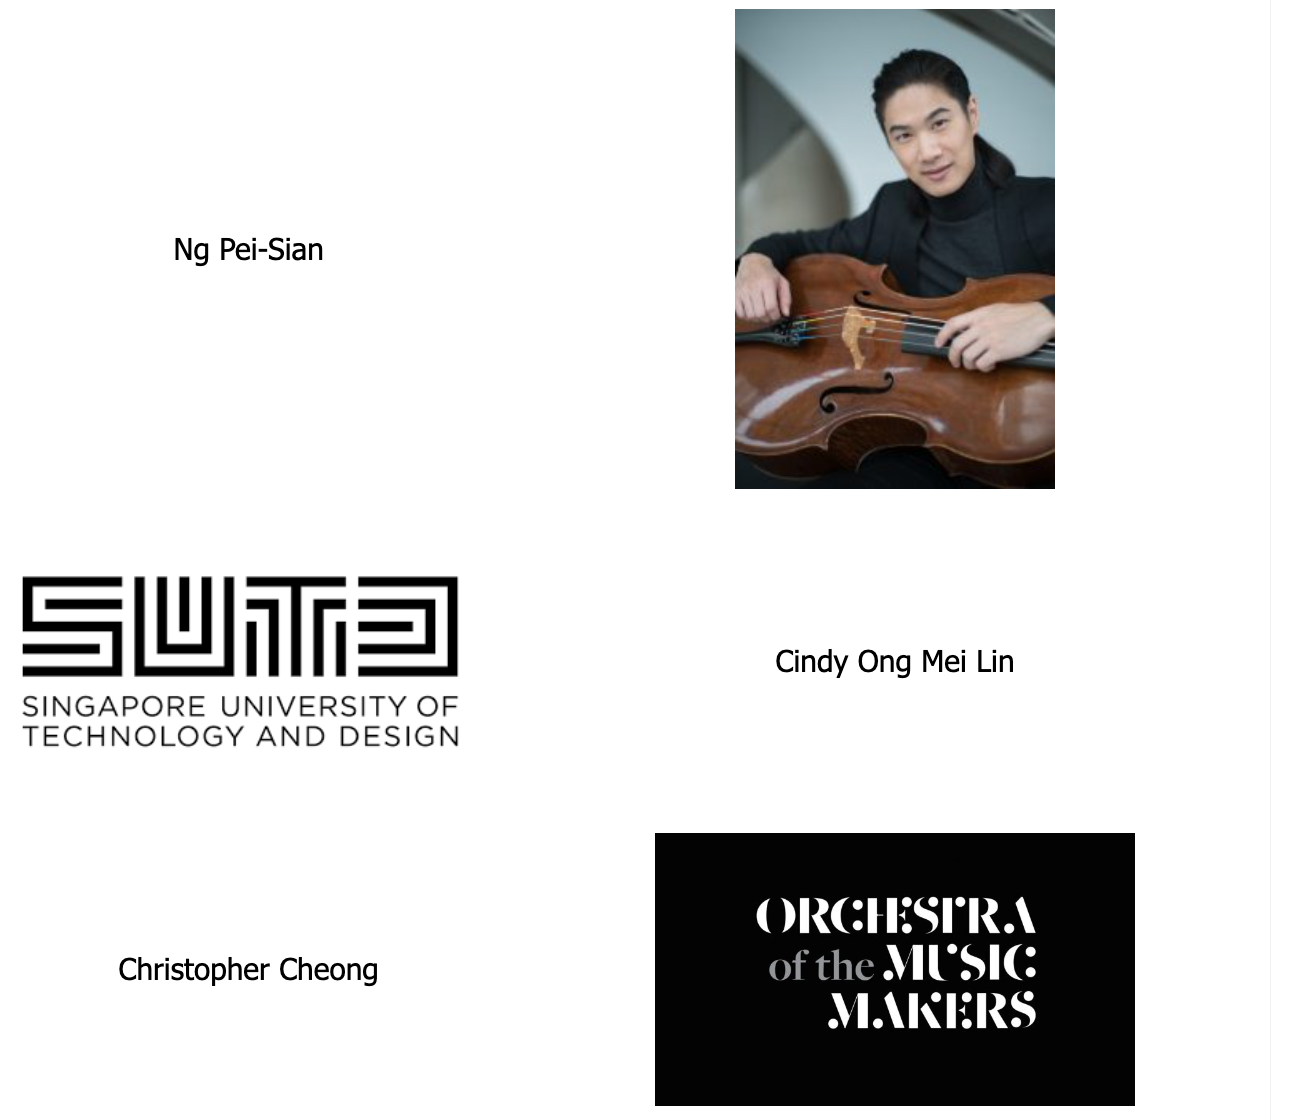 Ng Pei-Sian
SUTD
SINGAPORE UNIVERSITY OF
TECHNOLOGY AND DESIGN
Cindy Ong Mei Lin
Christopher Cheong
ORCHESTRA
of the MUSIC
MAKERS